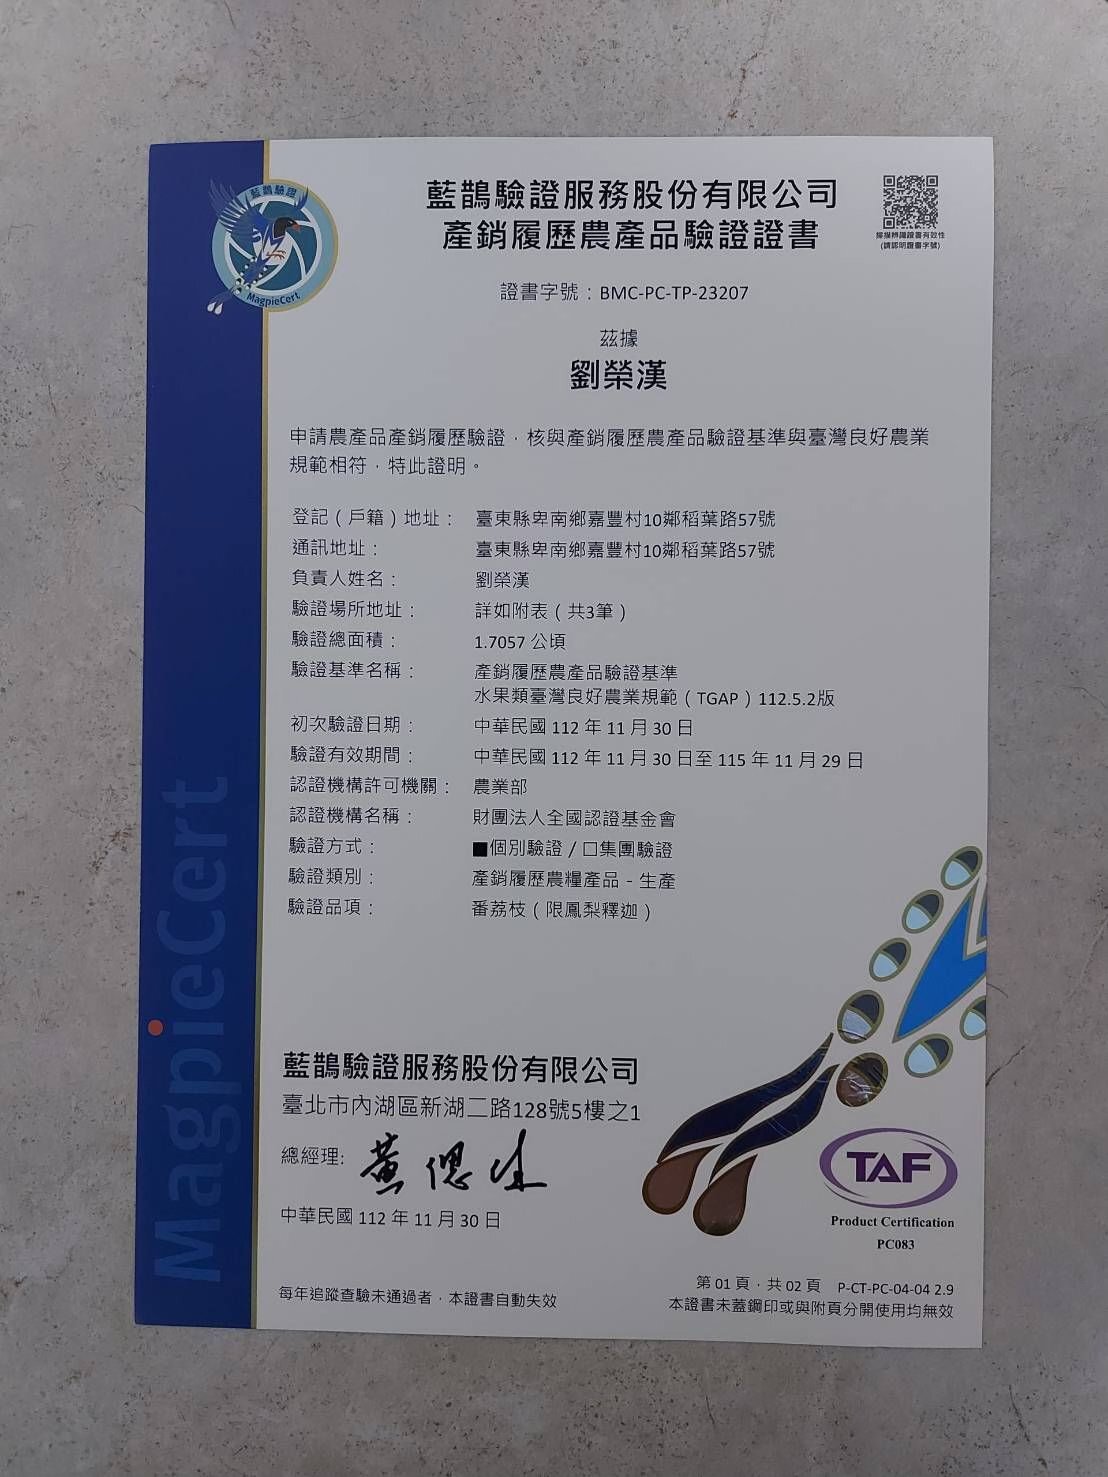 藍鵲驗證
MagpieCert
藍鵲驗證服務股份有限公司
產銷履歷農產品驗證證書
掃描辨識證書有效性
(請認明證書字號)
證書字號：BMC-PC-TP-23207
茲據
劉榮漢
申請農產品產銷履歷驗證，核與產銷履歷農產品驗證基準與臺灣良好農業
規範相符，特此證明。
登記（戶籍）地址： 臺東縣卑南鄉嘉豐村10鄰稻葉路57號
通訊地址： 臺東縣卑南鄉嘉豐村10鄰稻葉路57號
負責人姓名： 劉榮漢
驗證場所地址： 詳如附表（共3筆）
驗證總面積： 1.7057 公頃
驗證基準名稱： 產銷履歷農產品驗證基準
水果類臺灣良好農業規範（TGAP）112.5.2版
初次驗證日期： 中華民國 112 年 11 月 30 日
驗證有效期間： 中華民國 112 年 11 月 30 日至 115 年 11 月 29 日
認證機構許可機關： 農業部
認證機構名稱： 財團法人全國認證基金會
驗證方式： ■個別驗證 / □集團驗證
驗證類別： 產銷履歷農糧產品 - 生產
驗證品項： 番荔枝（限鳳梨釋迦）
MagpieCert
藍鵲驗證服務股份有限公司
臺北市內湖區新湖二路128號5樓之1
總經理:
中華民國 112 年 11 月 30 日
TAF
Product Certification
PC083
每年追蹤查驗未通過者，本證書自動失效
第 01 頁，共 02 頁 P-CT-PC-04-04 2.9
本證書未蓋鋼印或與附頁分開使用均無效